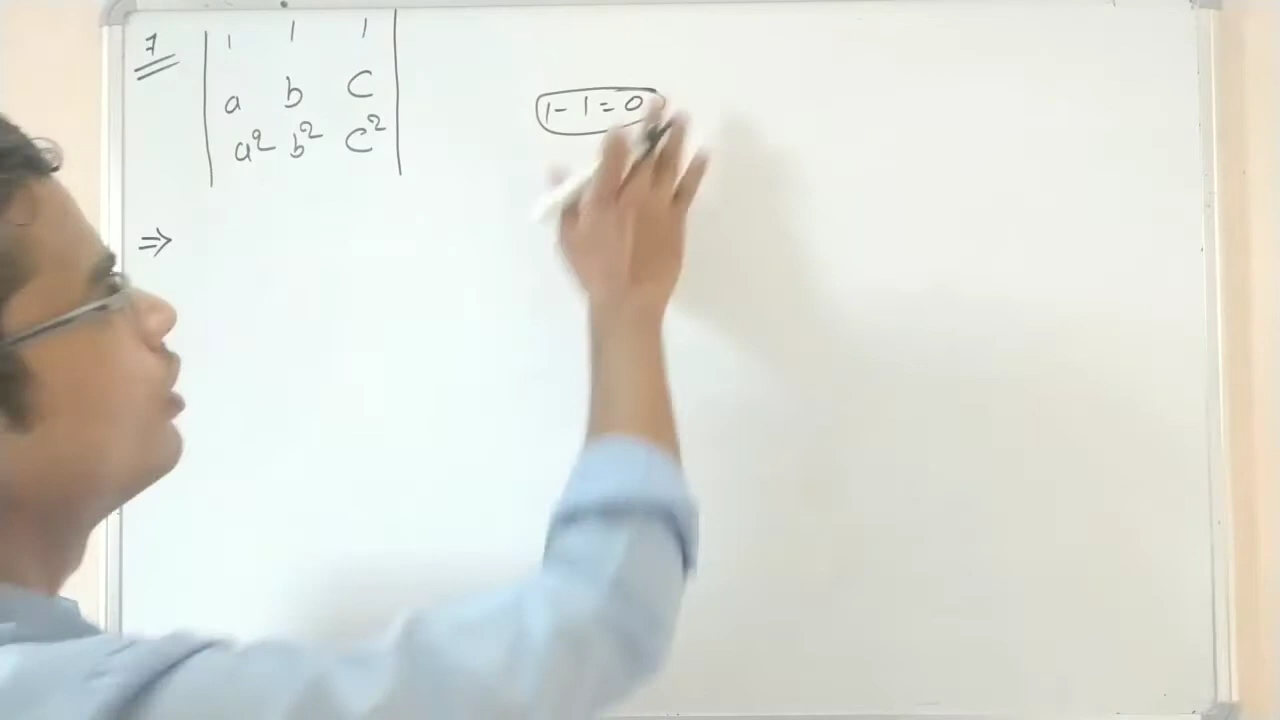 7 | 1 1 1 |
| a b c |
| a² b² c² |
1 - 1 = 0
⇒